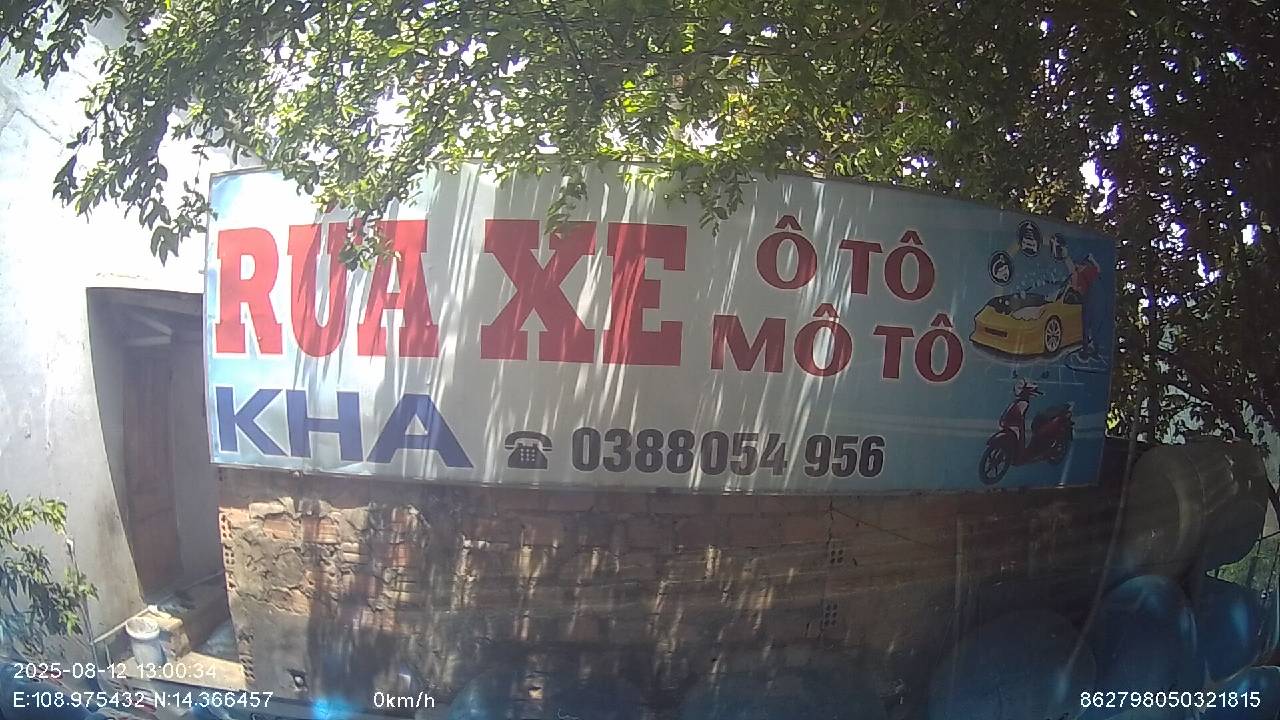 RỬA XE Ô TÔ
MÔ TÔ
KHA ☎ 0388054 956
2025-08-12 13:00:34
E:108.975432 N:14.366457 0km/h 862798050321815